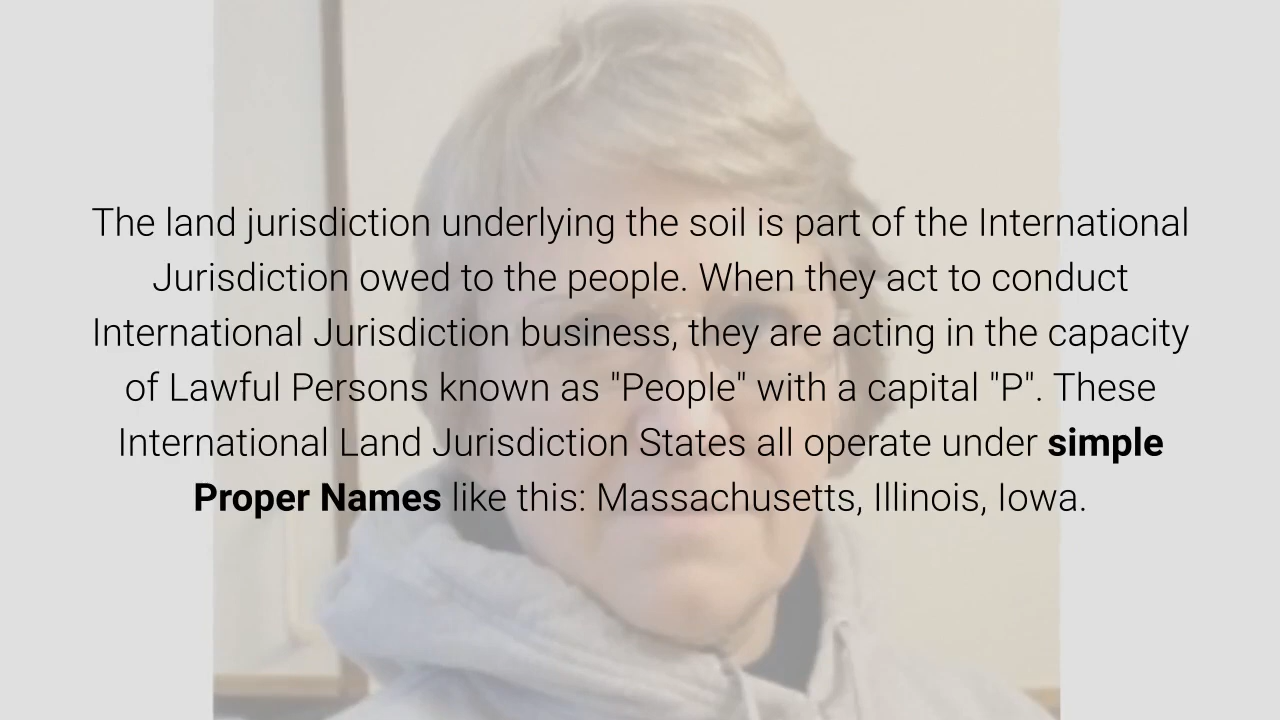 The land jurisdiction underlying the soil is part of the International
Jurisdiction owed to the people. When they act to conduct
International Jurisdiction business, they are acting in the capacity
of Lawful Persons known as "People" with a capital "P". These
International Land Jurisdiction States all operate under simple
Proper Names like this: Massachusetts, Illinois, Iowa.